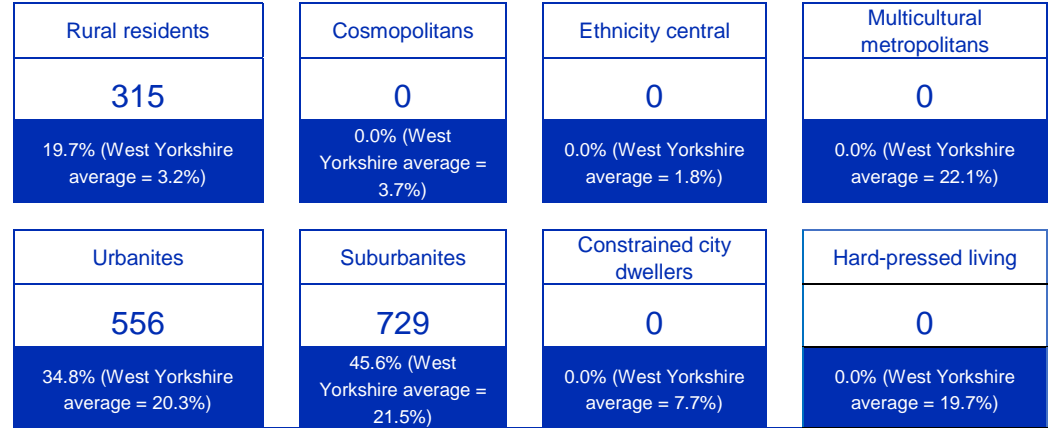 Rural residents
315
19.7% (West Yorkshire
average = 3.2%)
Cosmopolitans
0
0.0% (West
Yorkshire average =
3.7%)
Ethnicity central
0
0.0% (West Yorkshire
average = 1.8%)
Multicultural
metropolitans
0
0.0% (West Yorkshire
average = 22.1%)
Urbanites
556
34.8% (West Yorkshire
average = 20.3%)
Suburbanites
729
45.6% (West
Yorkshire average =
21.5%)
Constrained city
dwellers
0
0.0% (West Yorkshire
average = 7.7%)
Hard-pressed living
0
0.0% (West Yorkshire
average = 19.7%)